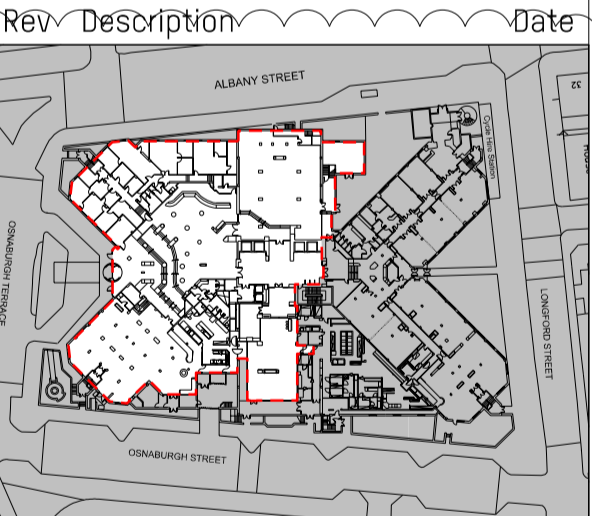 Rev Description Date
ALBANY STREET
32
Cycle Hire Station
OSNABURGH TERRACE
LONGFORD STREET
OSNABURGH STREET